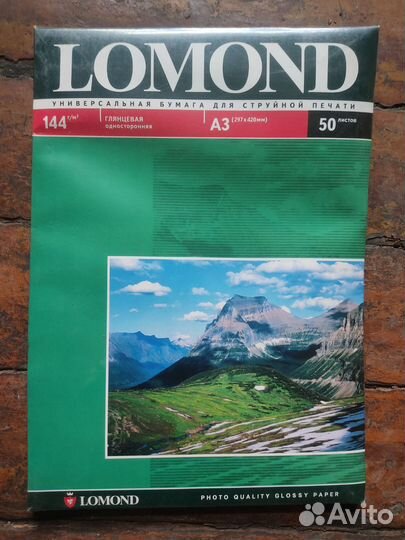 LOMOND
УНИВЕРСАЛЬНАЯ БУМАГА ДЛЯ СТРУЙНОЙ ПЕЧАТИ
144 г/м² ГЛЯНЦЕВАЯ односторонняя A3 (297x420мм) 50 листов
LOMOND
PHOTO QUALITY GLOSSY PAPER
Avito